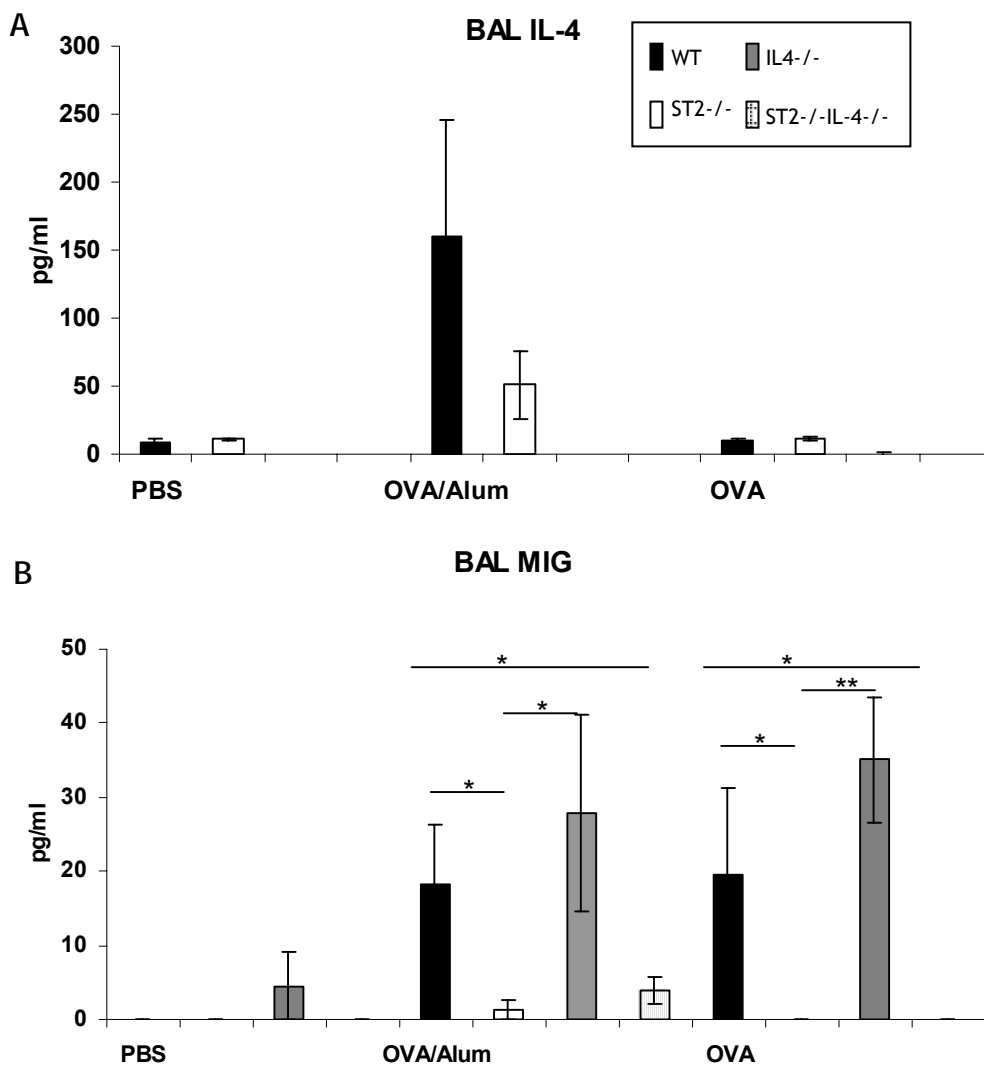 A
BAL IL-4
WT
IL4-/-
ST2-/-
ST2-/-IL-4-/-
300
250
200
150
100
50
0
pg/ml
PBS OVA/Alum OVA
B
BAL MIG
50
40
30
20
10
0
pg/ml
* *
* **
* *
PBS OVA/Alum OVA